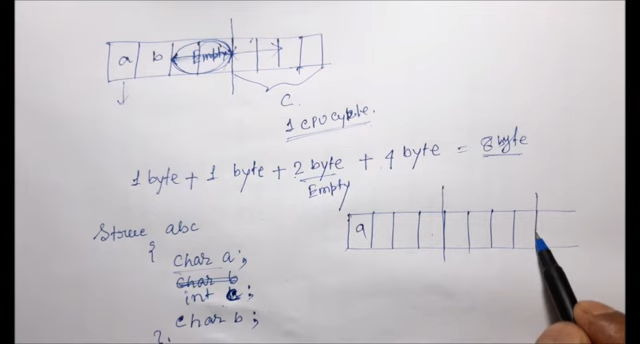 a b Empty
C.
1 CPU Cycle.
1 byte + 1 byte + 2 byte + 4 byte = 8 byte
Empty
a
Struc abc
{
char a;
char b
int c;
char b;
}.